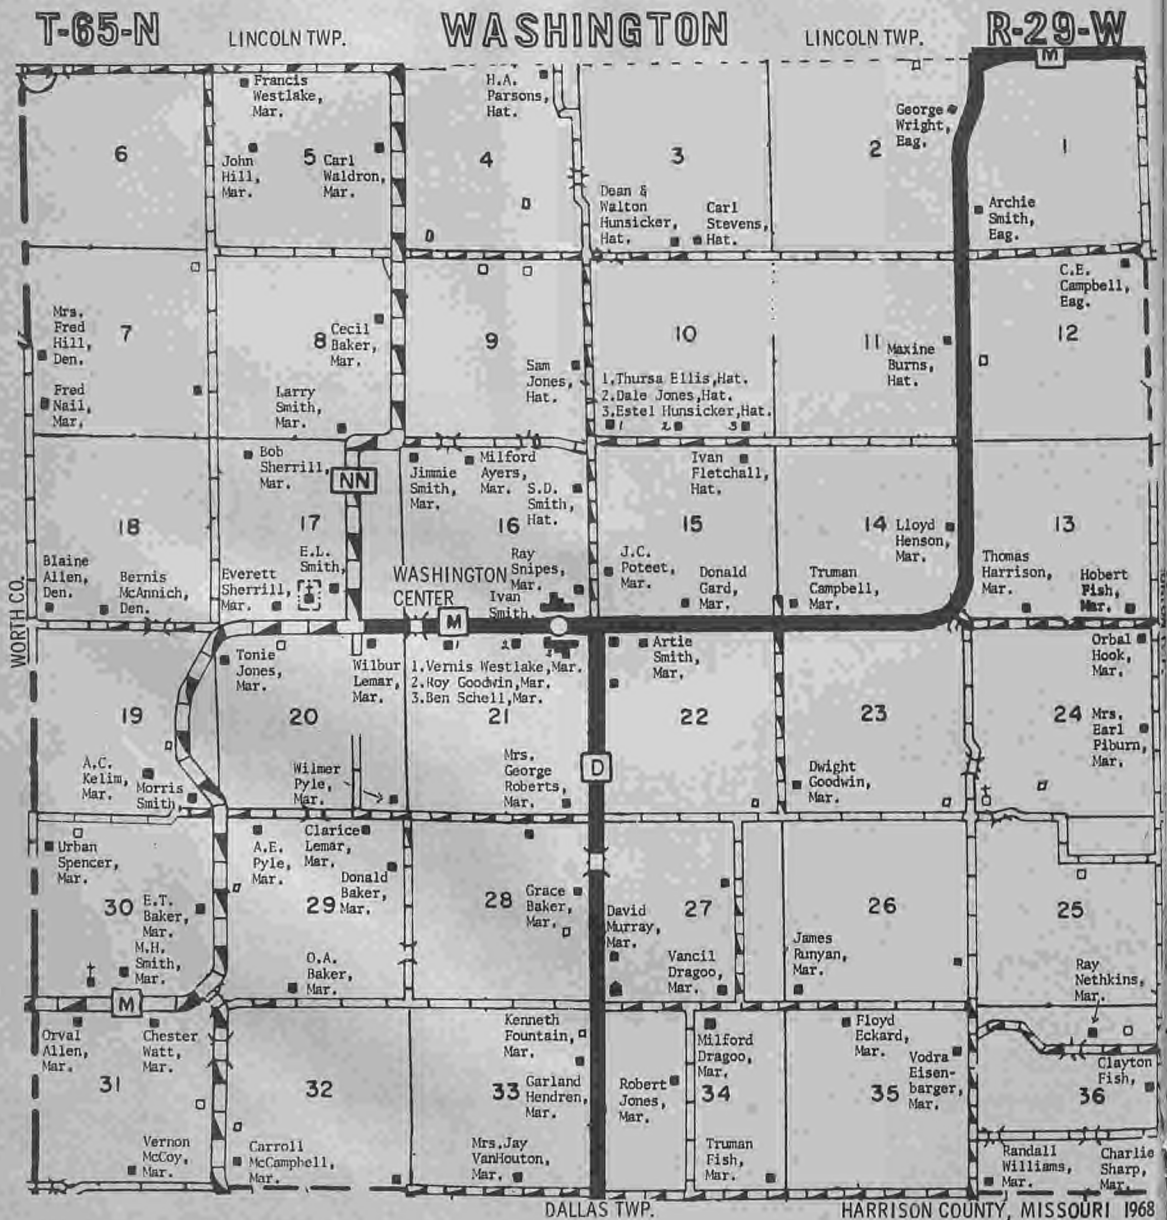 T-65-N
LINCOLN TWP.
WASHINGTON
LINCOLN TWP.
R-29-W
M
Francis
Westlake,
Mar.
H.A.
Parsons,
Hat.
George
Wright,
Eag.
6
John
Hill,
Mar.
5
Carl
Waldron,
Mar.
4
3
2
1
Dean &
Walton
Hunsicker,
Hat.
Carl
Stevens,
Hat.
Archie
Smith,
Eag.
C.E.
Campbell,
Eag.
Mrs.
Fred
Hill,
Den.
7
8
Cecil
Baker,
Mar.
9
10
11
Maxine
Burns,
Hat.
12
Fred
Nail,
Mar.
Larry
Smith,
Mar.
Sam
Jones,
Hat.
1.Thursa Ellis,Hat.
2.Dale Jones,Hat.
3.Estel Hunsicker,Hat.
1
2
3
Bob
Sherrill,
Mar.
NN
Jimmie
Smith,
Mar.
Milford
Ayers,
Mar.
S.D.
Smith,
Hat.
Ivan
Fletchall,
Hat.
18
17
16
15
14
Lloyd
Henson,
Mar.
13
Blaine
Allen,
Den.
Bernis
McAnnich,
Den.
Everett
Sherrill,
Mar.
E.L.
Smith,
WASHINGTON
CENTER
Ray
Snipes,
Mar.
Ivan
Smith,
J.C.
Poteet,
Mar.
Donald
Gard,
Mar.
Truman
Campbell,
Mar.
Thomas
Harrison,
Mar.
Hobert
Fish,
Mar.
WORTH CO.
M
Tonie
Jones,
Mar.
Wilbur
Lemar,
Mar.
1
2
3
1.Vernis Westlake,Mar.
2.Roy Goodwin,Mar.
3.Ben Schell,Mar.
Artie
Smith,
Mar.
Orbal
Hook,
Mar.
19
20
21
22
23
24
Mrs.
Earl
Piburn,
Mar,
A.C.
Kelim,
Mar.
Morris
Smith,
Wilmer
Pyle,
Mar.
Mrs.
George
Roberts,
Mar.
D
Dwight
Goodwin,
Mar.
Urban
Spencer,
Mar.
A.E.
Pyle,
Mar.
Clarice
Lemar,
Mar,
Donald
Baker,
Mar.
30
E.T.
Baker,
Mar.
M.H.
Smith,
Mar.
29
28
Grace
Baker,
Mar.
David
Murray,
Mar.
27
26
25
O.A.
Baker,
Mar.
Vancil
Dragoo,
Mar.
James
Runyan,
Mar.
Ray
Nethkins,
Mar.
M
Orval
Allen,
Mar.
Chester
Watt,
Mar.
Kenneth
Fountain,
Mar.
Milford
Dragoo,
Mar.
Floyd
Eckard,
Mar.
Vodra
Eisen-
barger,
Mar.
Clayton
Fish,
31
32
33
Garland
Hendren,
Mar.
Robert
Jones,
Mar.
34
35
36
Vernon
McCoy,
Mar.
Carroll
McCampbell,
Mar.
Mrs.Jay
VanHouton,
Mar.
Truman
Fish,
Mar.
Randall
Williams,
Mar.
Charlie
Sharp,
Mar.
DALLAS TWP.
HARRISON COUNTY, MISSOURI 1968